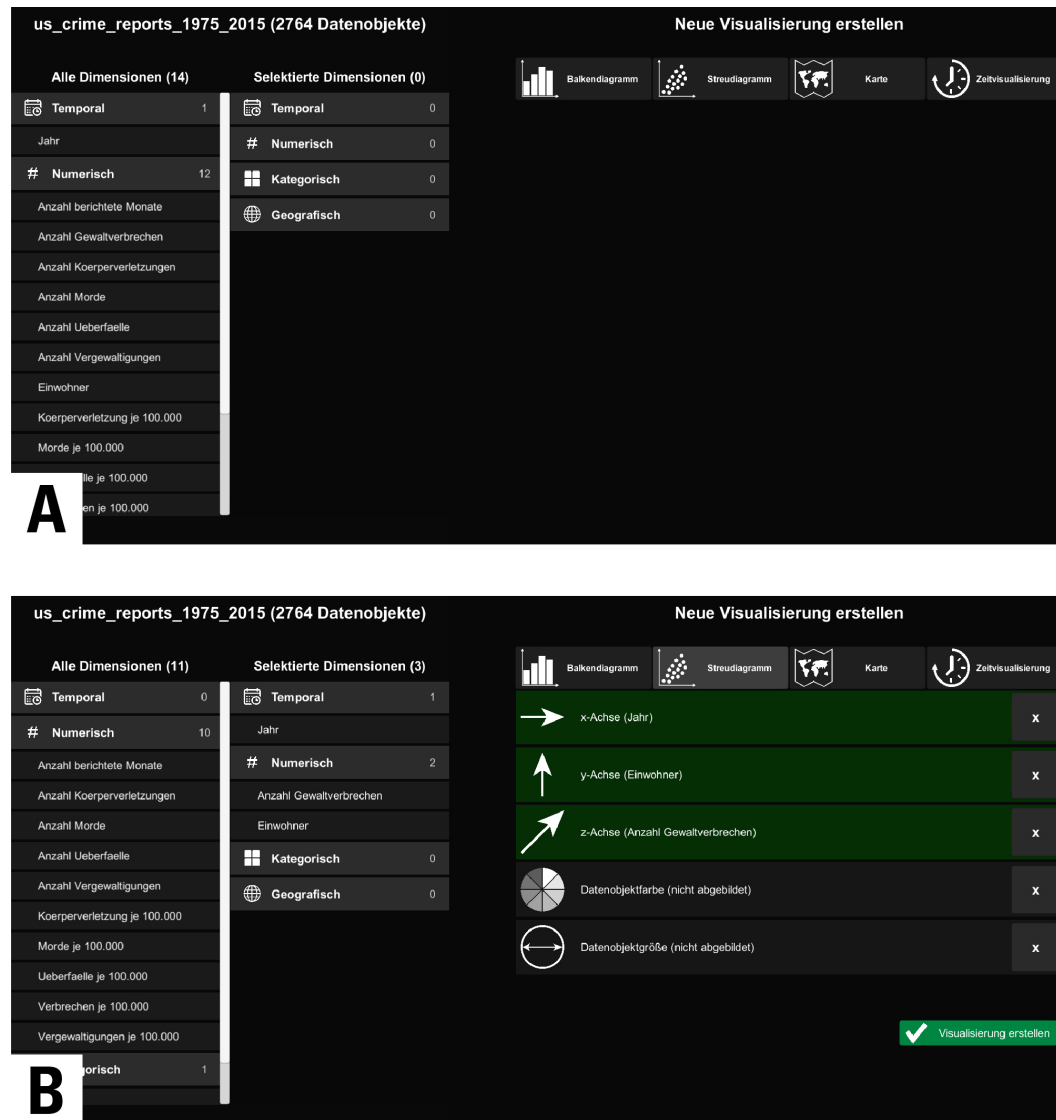 us_crime_reports_1975_2015 (2764 Datenobjekte)
Neue Visualisierung erstellen
Alle Dimensionen (14)
Selektierte Dimensionen (0)
Balkendiagramm
Streudiagramm
Karte
Zeitvisualisierung
Temporal 1
Jahr
# Numerisch 12
Anzahl berichtete Monate
Anzahl Gewaltverbrechen
Anzahl Koerperverletzungen
Anzahl Morde
Anzahl Ueberfaelle
Anzahl Vergewaltigungen
Einwohner
Koerperverletzung je 100.000
Morde je 100.000
lle je 100.000
en je 100.000
Temporal 0
# Numerisch 0
Kategorisch 0
Geografisch 0
A
us_crime_reports_1975_2015 (2764 Datenobjekte)
Neue Visualisierung erstellen
Alle Dimensionen (11)
Selektierte Dimensionen (3)
Balkendiagramm
Streudiagramm
Karte
Zeitvisualisierung
Temporal 0
# Numerisch 10
Anzahl berichtete Monate
Anzahl Koerperverletzungen
Anzahl Morde
Anzahl Ueberfaelle
Anzahl Vergewaltigungen
Koerperverletzung je 100.000
Morde je 100.000
Ueberfaelle je 100.000
Verbrechen je 100.000
Vergewaltigungen je 100.000
orisch 1
Temporal 1
Jahr
# Numerisch 2
Anzahl Gewaltverbrechen
Einwohner
Kategorisch 0
Geografisch 0
x-Achse (Jahr) x
y-Achse (Einwohner) x
z-Achse (Anzahl Gewaltverbrechen) x
Datenobjektfarbe (nicht abgebildet) x
Datenobjektgröße (nicht abgebildet) x
Visualisierung erstellen
B